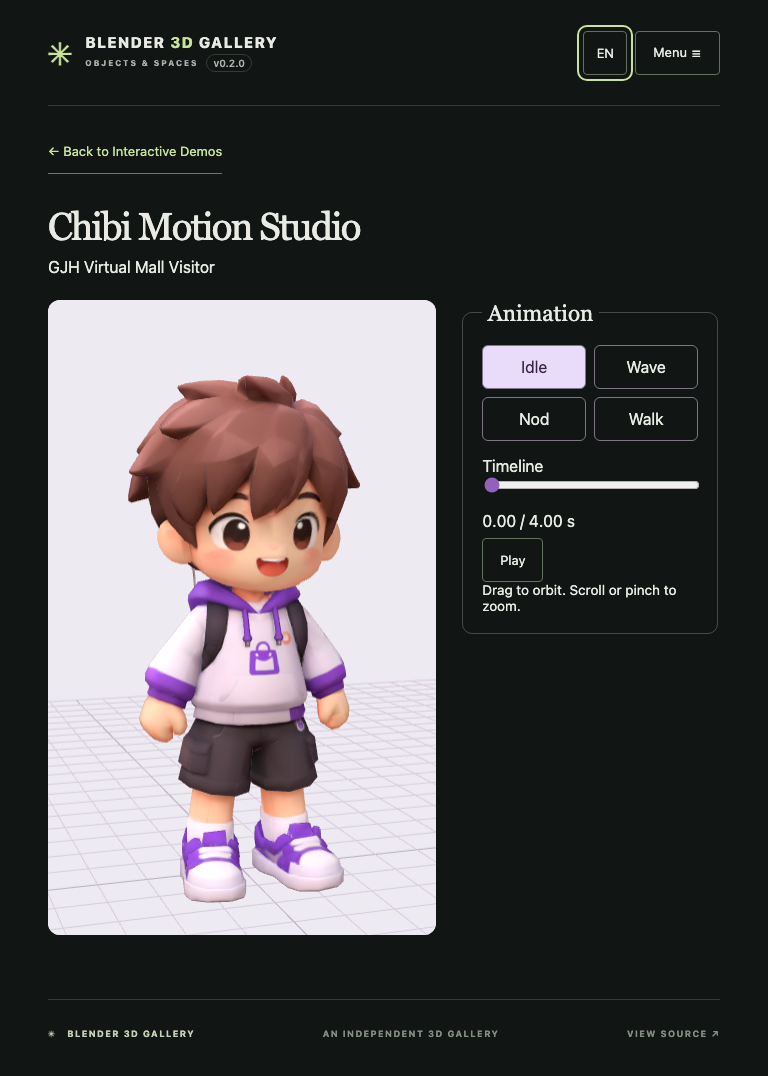 BLENDER 3D GALLERY
OBJECTS & SPACES v0.2.0
EN
Menu ≡
← Back to Interactive Demos
Chibi Motion Studio
GJH Virtual Mall Visitor
Animation
Idle
Wave
Nod
Walk
Timeline
0.00 / 4.00 s
Play
Drag to orbit. Scroll or pinch to
zoom.
BLENDER 3D GALLERY
AN INDEPENDENT 3D GALLERY
VIEW SOURCE ↗